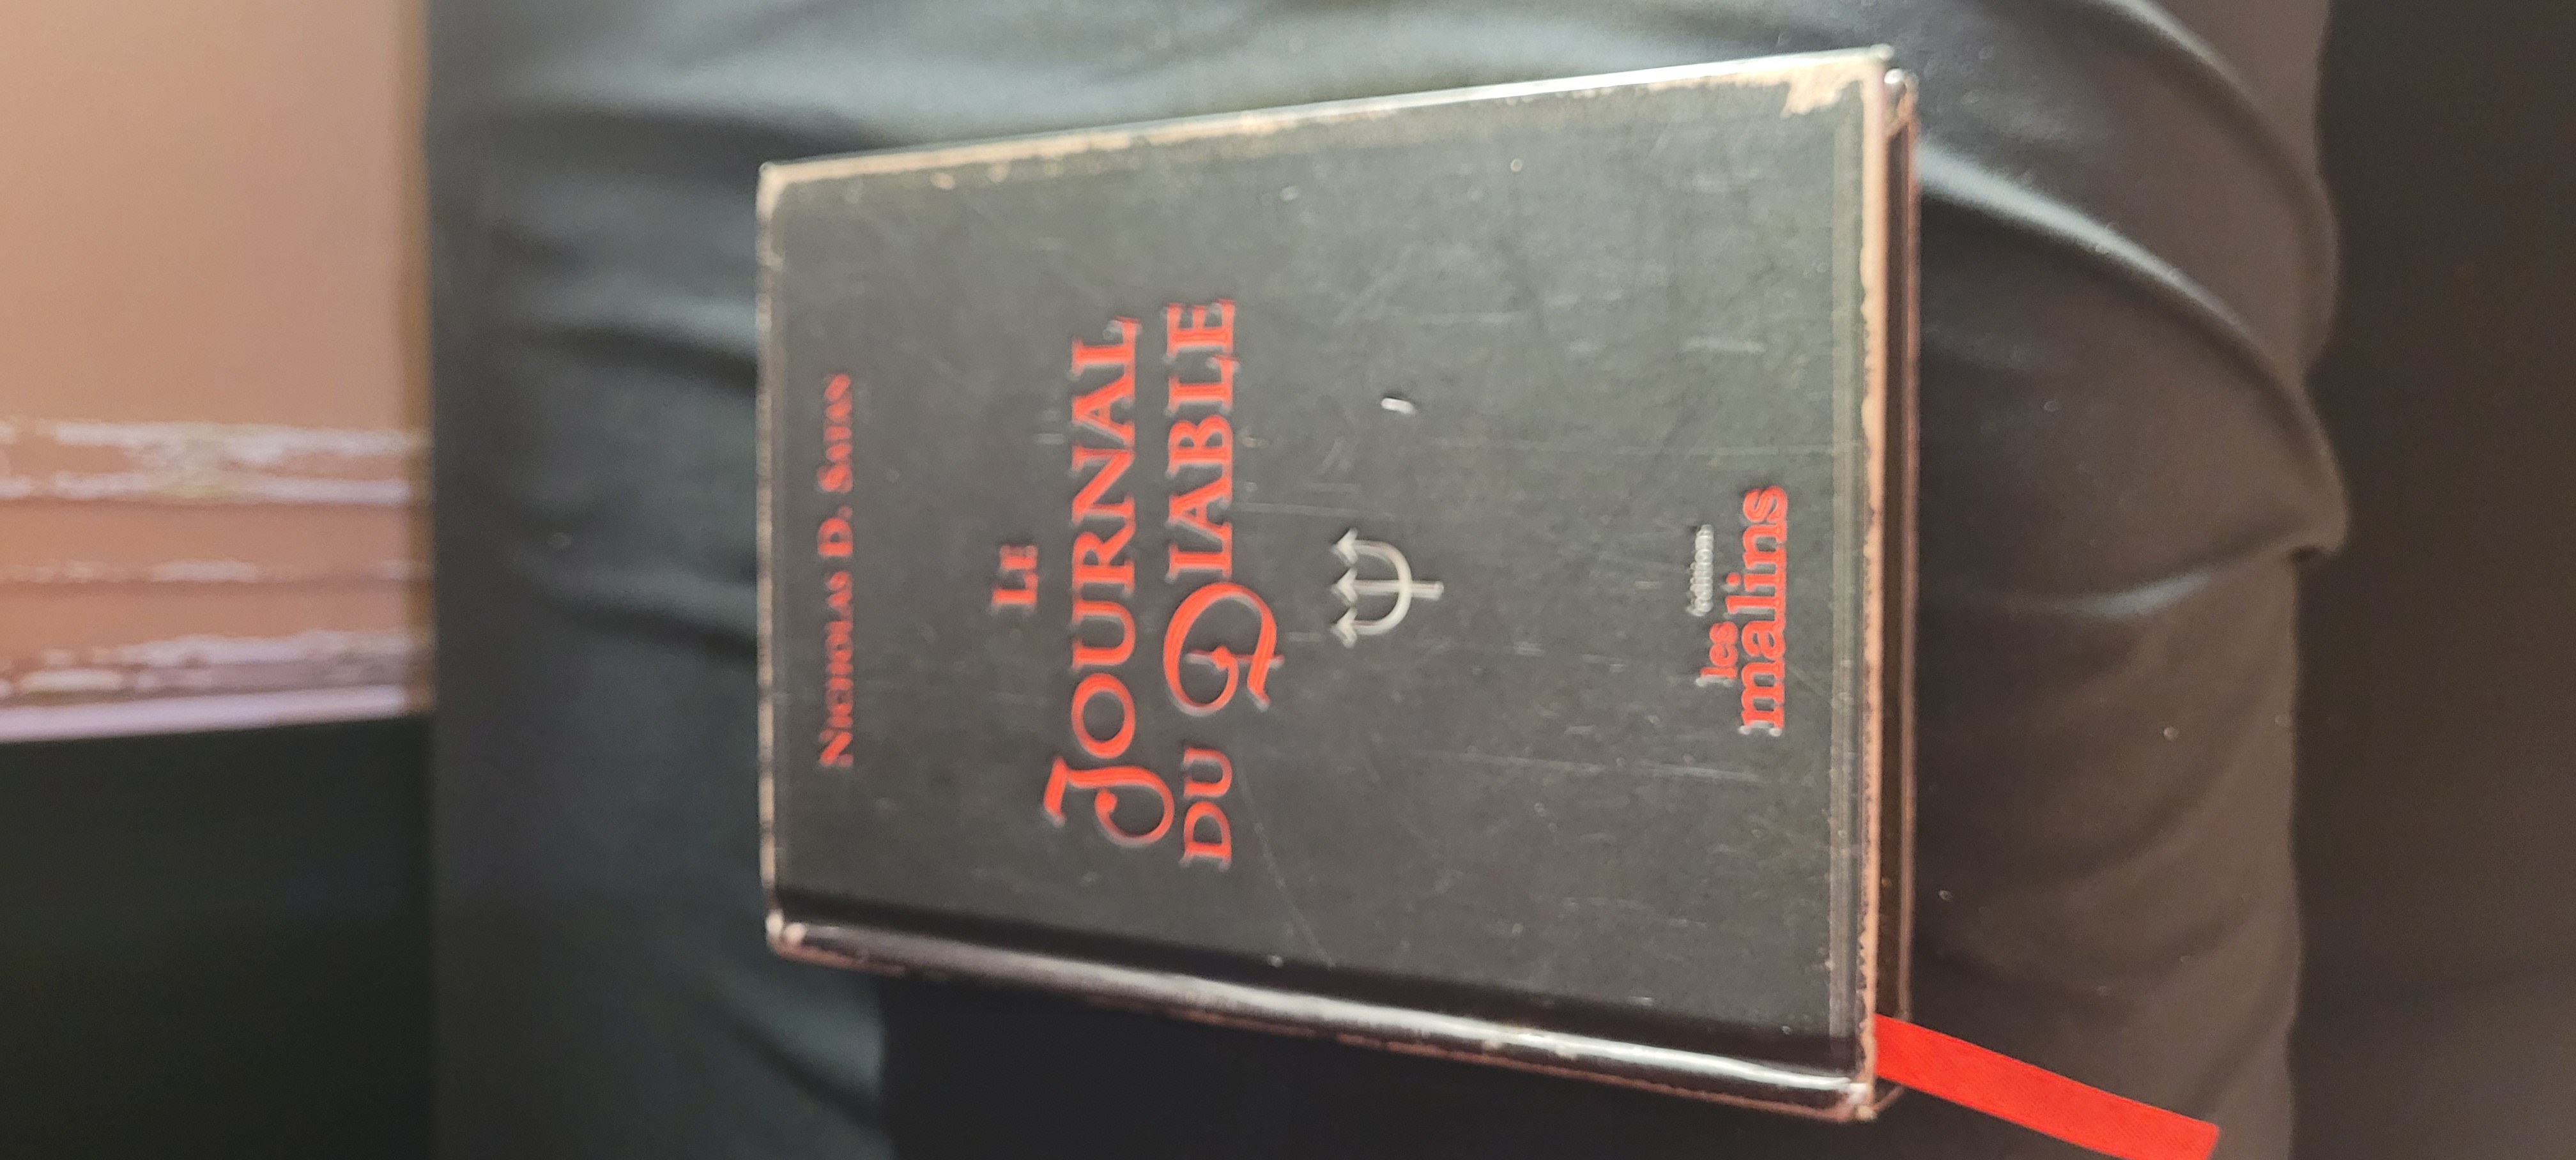 NICHOLAS D. SATAN
LE
JOURNAL
DU DIABLE
les éditions
malins